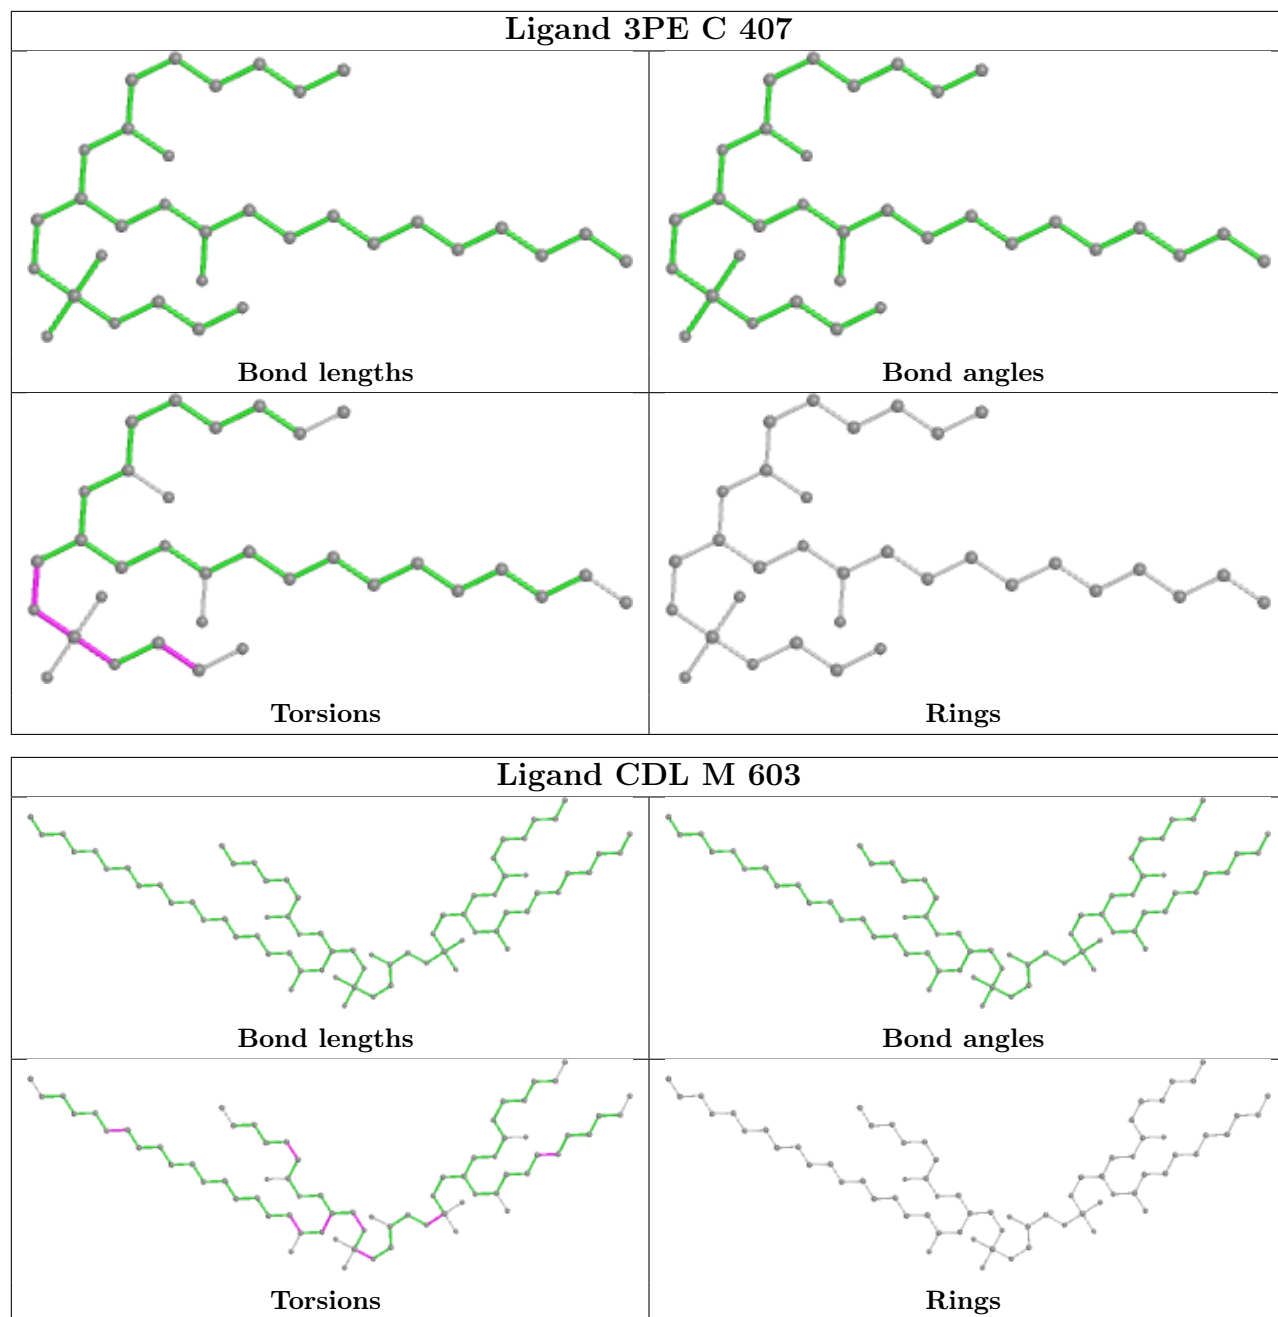 Ligand 3PE C 407
Bond lengths
Bond angles
Torsions
Rings
Ligand CDL M 603
Bond lengths
Bond angles
Torsions
Rings